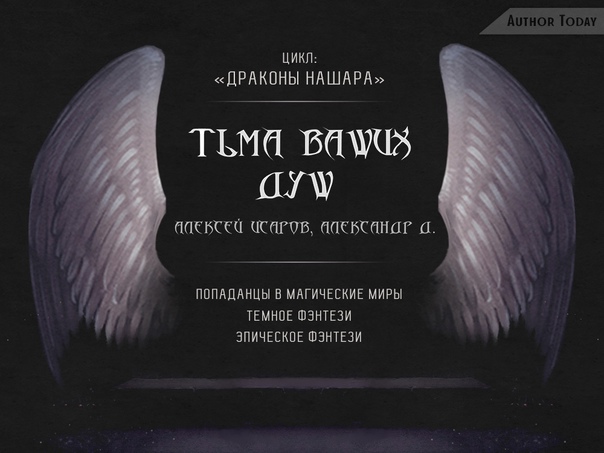 Author Today
ЦИКЛ:
«ДРАКОНЫ НАШАРА»
ТЬМА ВАШИХ
ДУШ
АЛЕКСЕЙ ИСАРОВ, АЛЕКСАНДР Д.
ПОПАДАНЦЫ В МАГИЧЕСКИЕ МИРЫ
ТЕМНОЕ ФЭНТЕЗИ
ЭПИЧЕСКОЕ ФЭНТЕЗИ